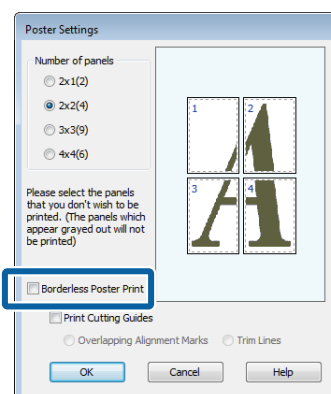 Poster Settings
Number of panels
2x1(2)
2x2(4)
3x3(9)
4x4(6)
1
2
3
4
Please select the panels
that you don't wish to be
printed. (The panels which
appear grayed out will not
be printed)
Borderless Poster Print
Print Cutting Guides
Overlapping Alignment Marks
Trim Lines
OK
Cancel
Help